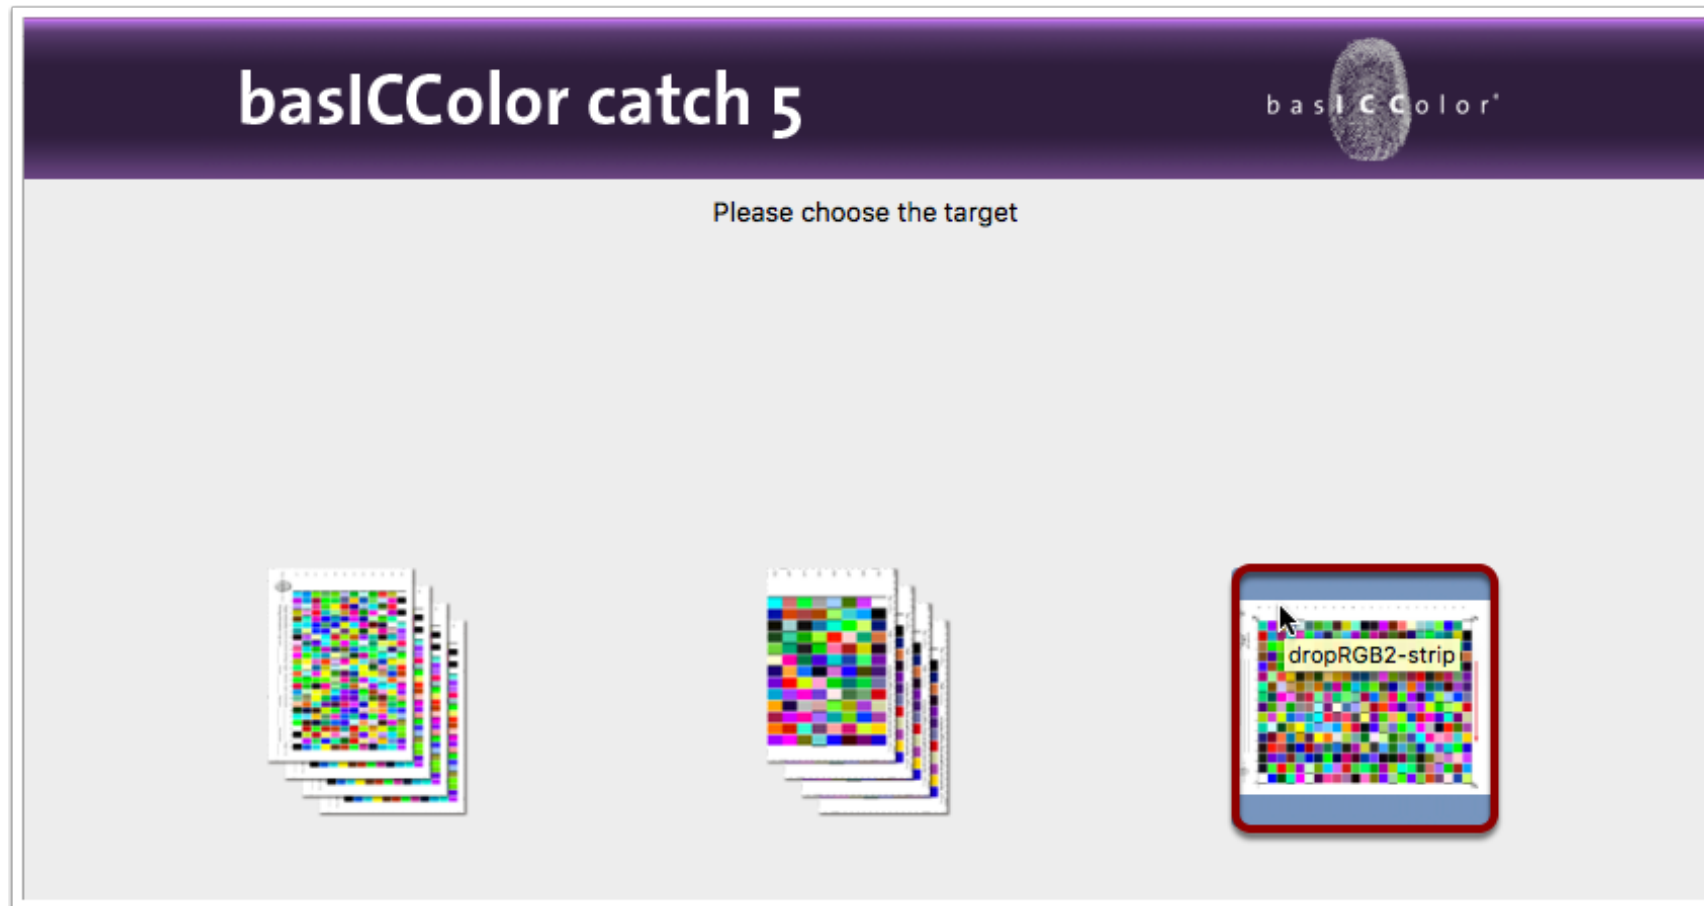 basICColor catch 5
basICColor®
Please choose the target
dropRGB2-strip